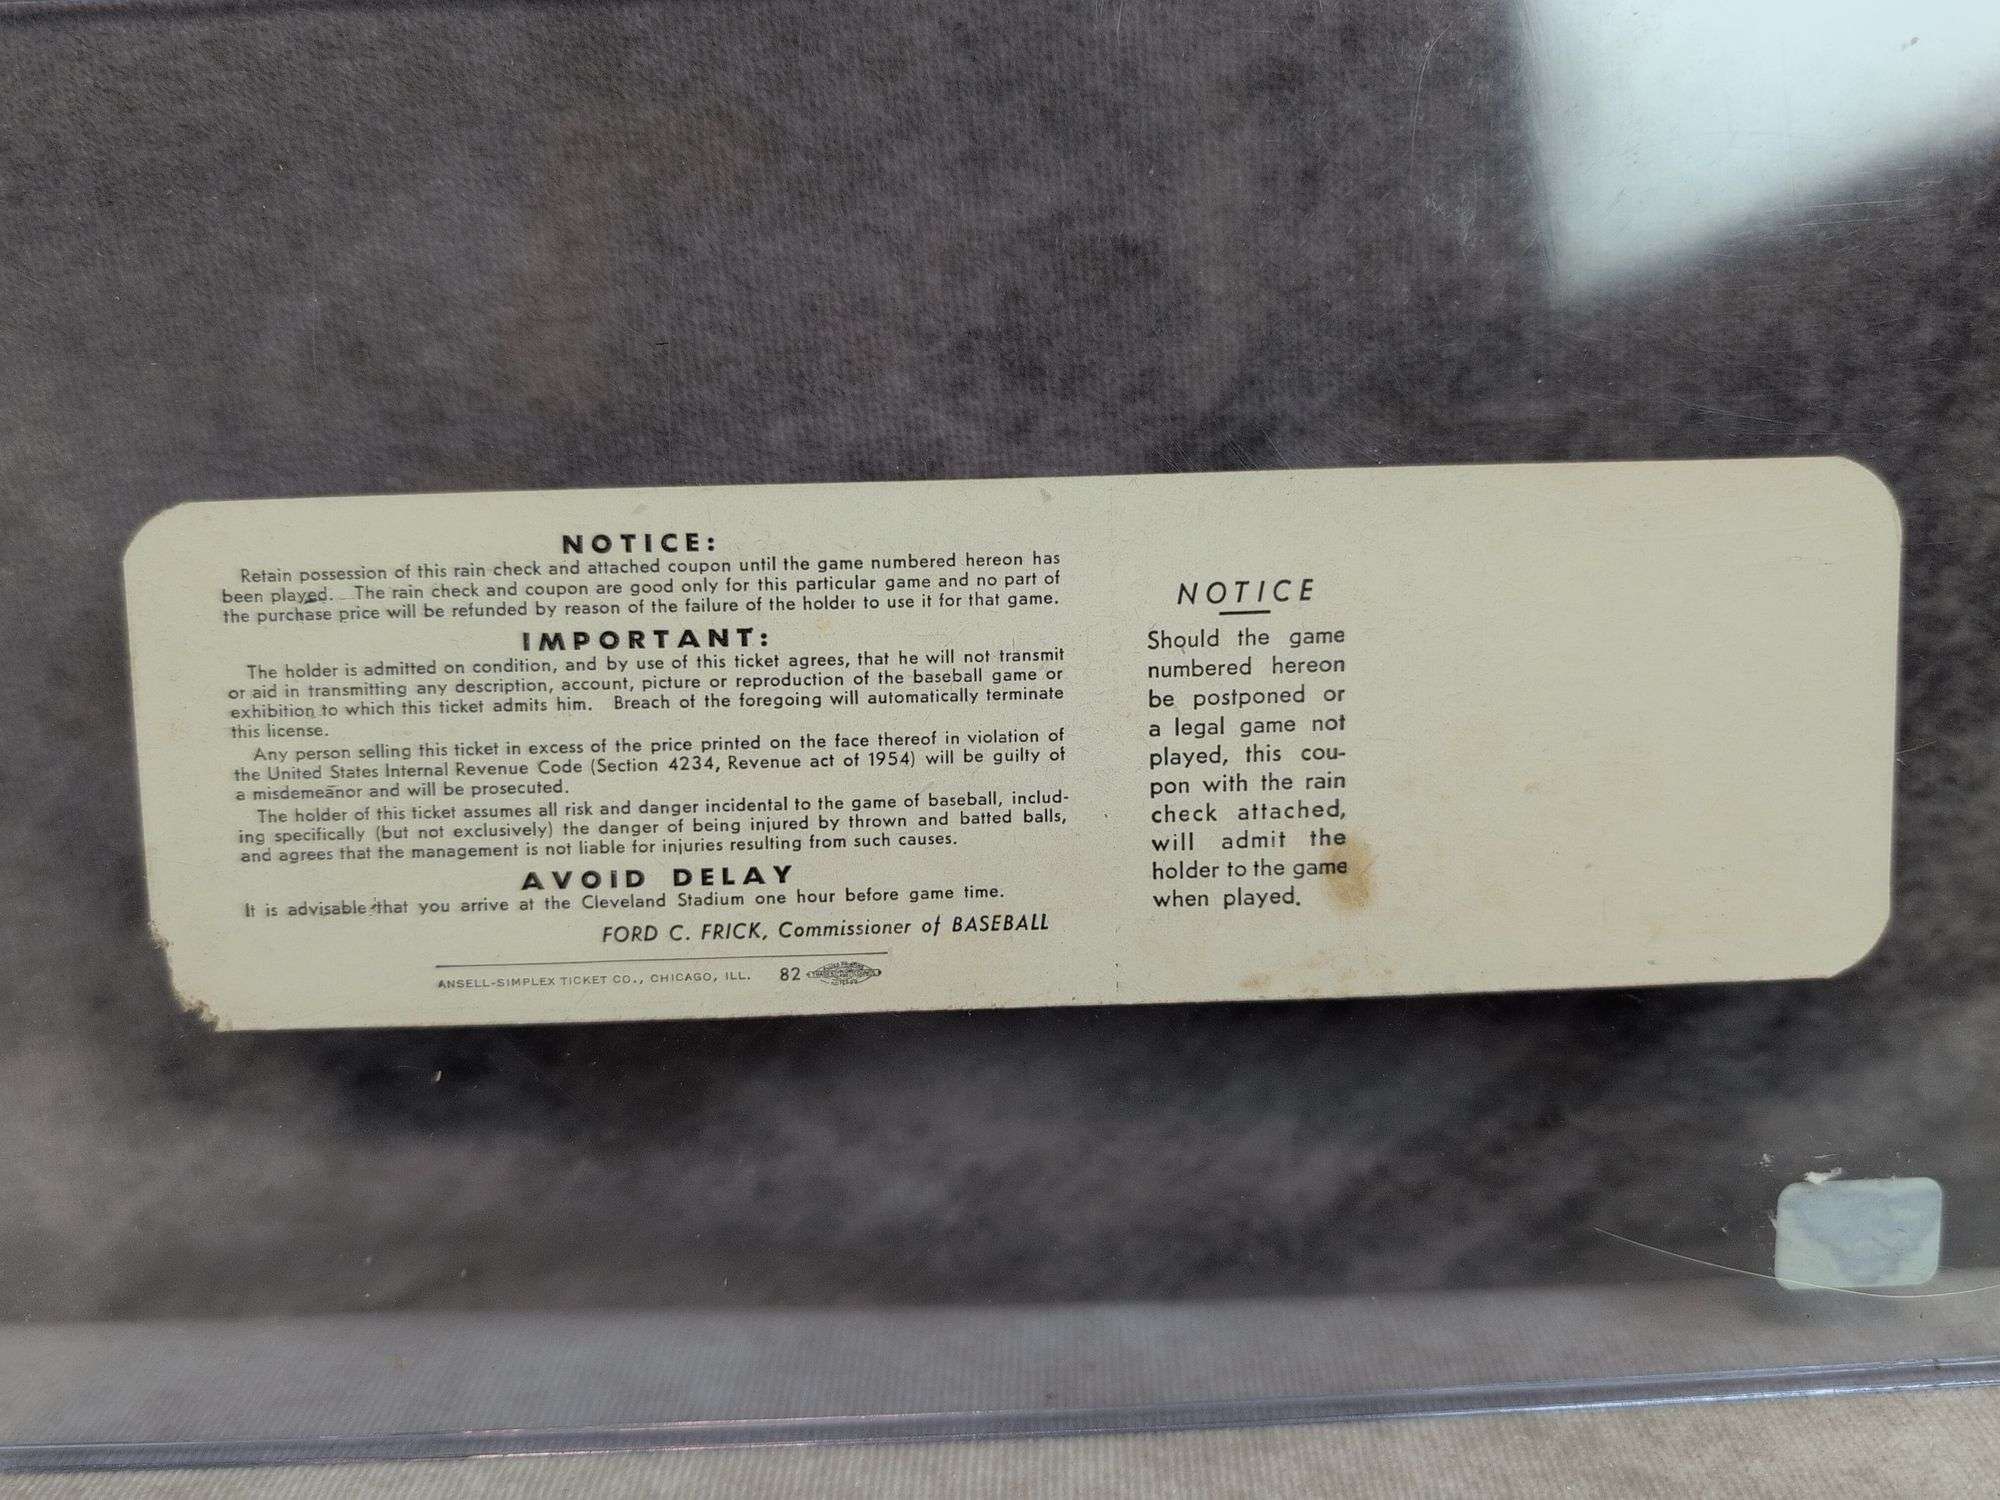 NOTICE:
Retain possession of this rain check and attached coupon until the game numbered hereon has
been played. The rain check and coupon are good only for this particular game and no part of
the purchase price will be refunded by reason of the failure of the holder to use it for that game.
IMPORTANT:
The holder is admitted on condition, and by use of this ticket agrees, that he will not transmit
or aid in transmitting any description, account, picture or reproduction of the baseball game or
exhibition to which this ticket admits him. Breach of the foregoing will automatically terminate
this license.
Any person selling this ticket in excess of the price printed on the face thereof in violation of
the United States Internal Revenue Code (Section 4234, Revenue act of 1954) will be guilty of
a misdemeanor and will be prosecuted.
The holder of this ticket assumes all risk and danger incidental to the game of baseball, includ-
ing specifically (but not exclusively) the danger of being injured by thrown and batted balls,
and agrees that the management is not liable for injuries resulting from such causes.
AVOID DELAY
It is advisable that you arrive at the Cleveland Stadium one hour before game time.
FORD C. FRICK, Commissioner of BASEBALL
ANSELL-SIMPLEX TICKET CO., CHICAGO, ILL. 82
NOTICE
Should the game
numbered hereon
be postponed or
a legal game not
played, this cou-
pon with the rain
check attached,
will admit the
holder to the game
when played.